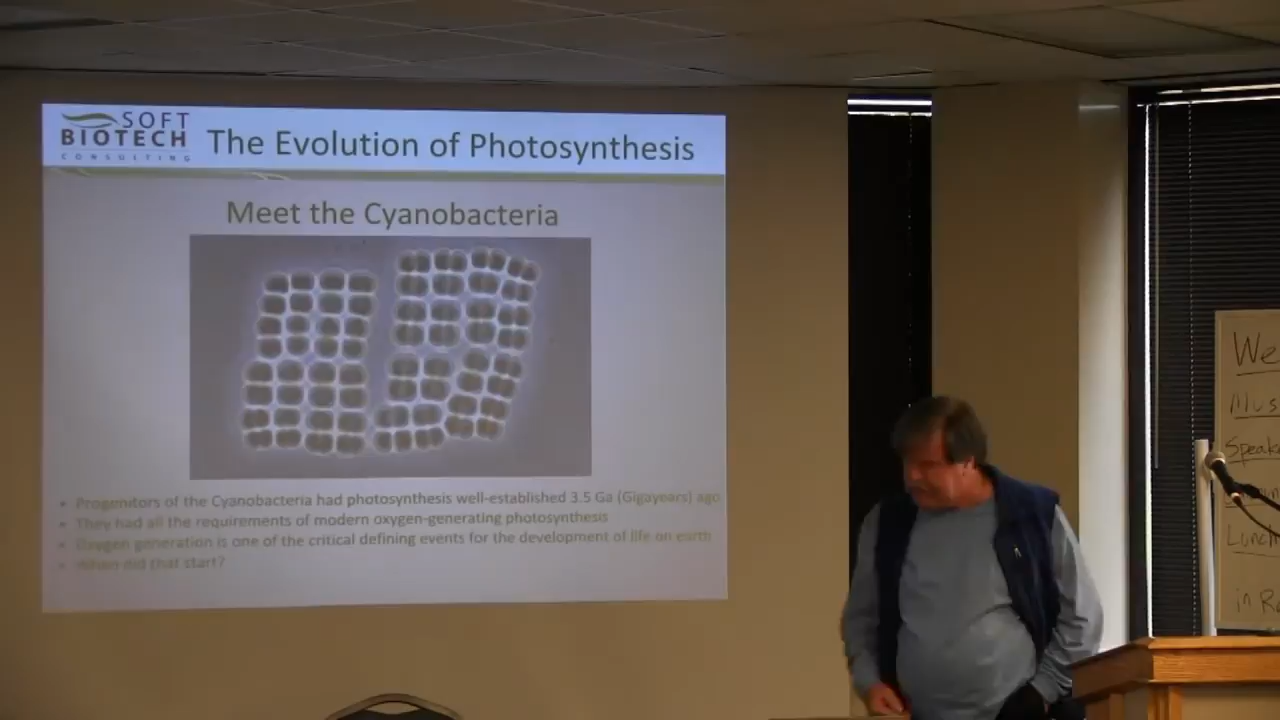 SOFT
BIOTECH
CONSULTING
The Evolution of Photosynthesis
Meet the Cyanobacteria
• Progenitors of the Cyanobacteria had photosynthesis well-established 3.5 Ga (Gigayears) ago
• They had all the requirements of modern oxygen-generating photosynthesis
• Oxygen generation is one of the critical defining events for the development of life on earth
• When did that start?
We
Mus
Speak
Lunch
in R